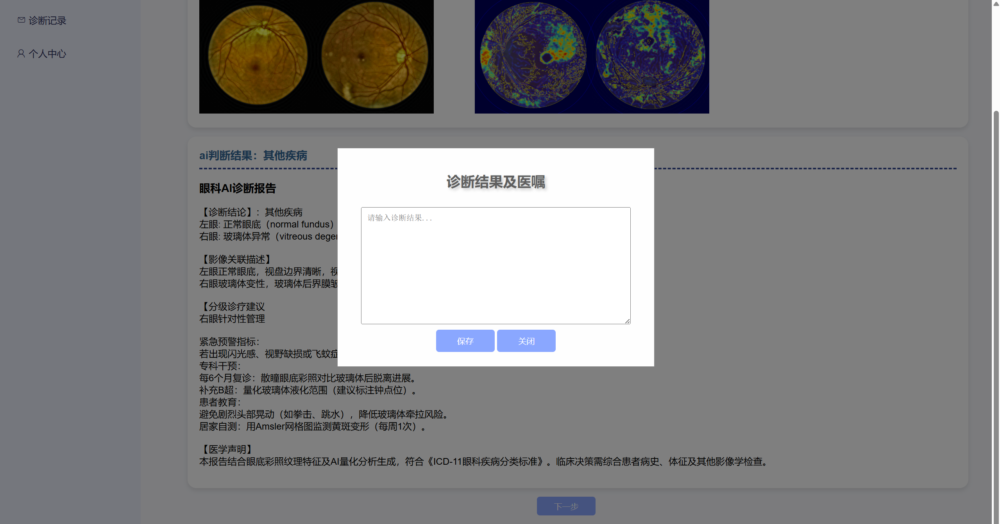 诊断记录
个人中心
ai判断结果：其他疾病
眼科AI诊断报告
【诊断结论】：其他疾病
左眼: 正常眼底（normal fundus）
右眼: 玻璃体异常（vitreous degen
【影像关联描述】
左眼正常眼底，视盘边界清晰，视
右眼玻璃体变性，玻璃体后界膜皱
【分级诊疗建议
右眼针对性管理
紧急预警指标：
若出现闪光感、视野缺损或飞蚊症
专科干预：
每6个月复诊：散瞳眼底彩照对比玻璃体后脱离进展。
补充B超：量化玻璃体液化范围（建议标注钟点位）。
患者教育：
避免剧烈头部晃动（如拳击、跳水），降低玻璃体牵拉风险。
居家自测：用Amsler网格图监测黄斑变形（每周1次）。
【医学声明】
本报告结合眼底彩照纹理特征及AI量化分析生成，符合《ICD-11眼科疾病分类标准》。临床决策需综合患者病史、体征及其他影像学检查。
诊断结果及医嘱
请输入诊断结果...
保存
关闭
下一步